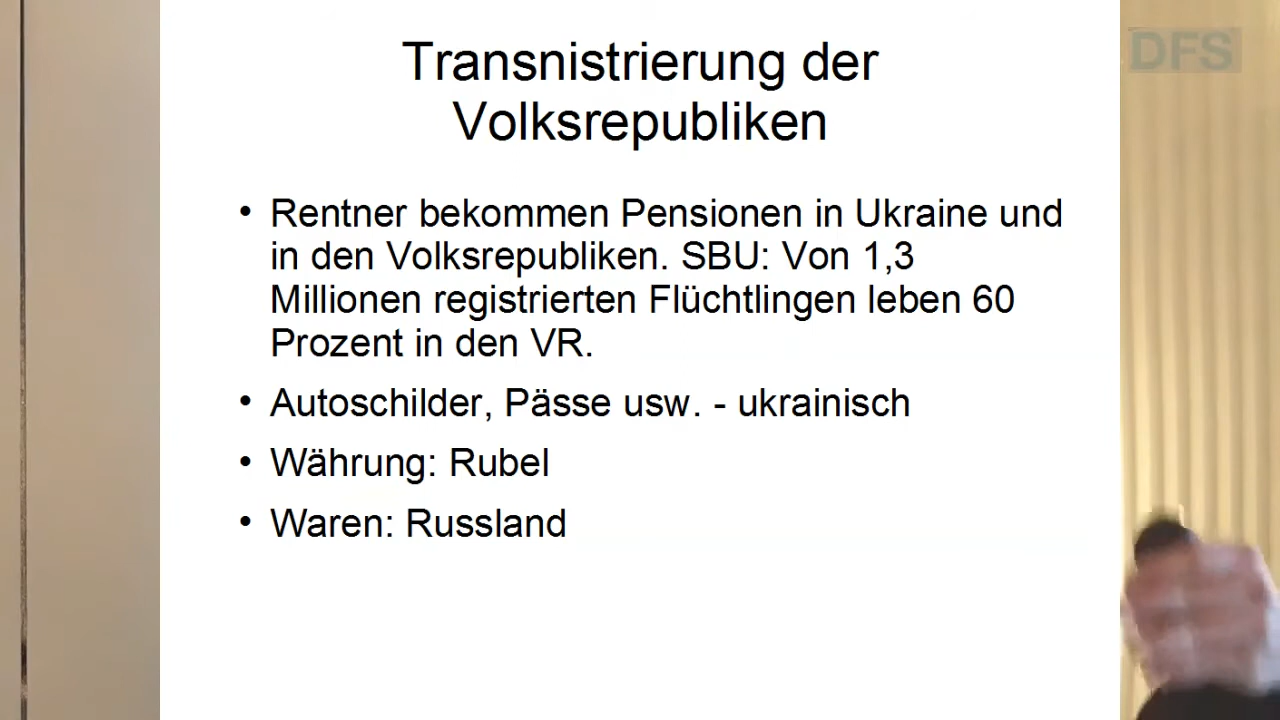 DFS
Transnistrierung der
Volksrepubliken
• Rentner bekommen Pensionen in Ukraine und
in den Volksrepubliken. SBU: Von 1,3
Millionen registrierten Flüchtlingen leben 60
Prozent in den VR.
• Autoschilder, Pässe usw. - ukrainisch
• Währung: Rubel
• Waren: Russland